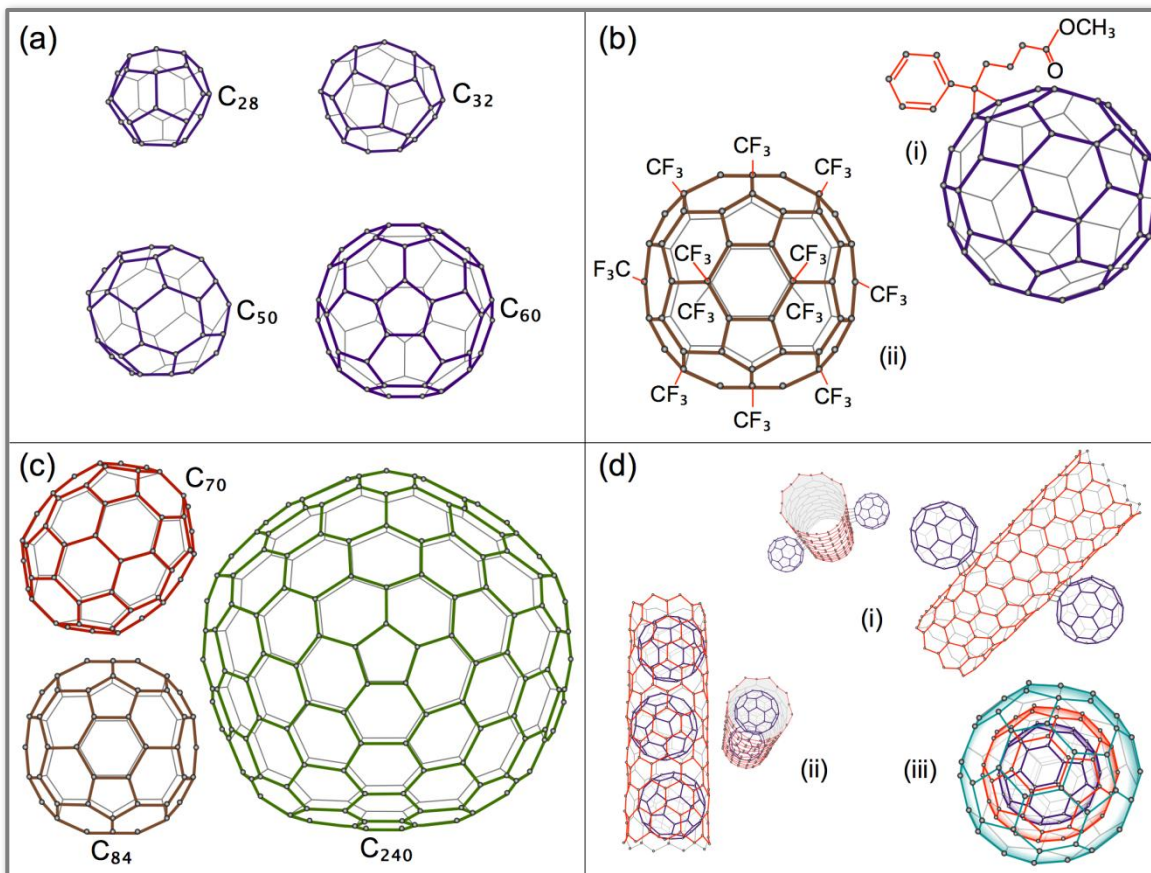 (a)
C₂₈
C₃₂
C₅₀
C₆₀
(b)
OCH₃
O
(i)
CF₃
CF₃
CF₃
CF₃
CF₃
F₃C
CF₃
CF₃
CF₃
(ii)
CF₃
CF₃
CF₃
(c)
C₇₀
C₈₄
C₂₄₀
(d)
(i)
(ii)
(iii)